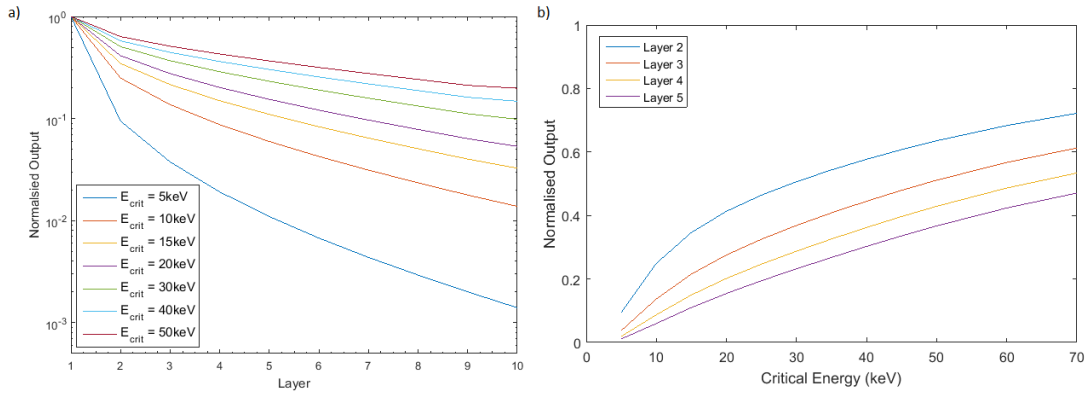 a)
Normalsied Output
10^0
10^-1
10^-2
10^-3
E_crit = 5keV
E_crit = 10keV
E_crit = 15keV
E_crit = 20keV
E_crit = 30keV
E_crit = 40keV
E_crit = 50keV
1 2 3 4 5 6 7 8 9 10
Layer
b)
Normalised Output
1
0.8
0.6
0.4
0.2
0
Layer 2
Layer 3
Layer 4
Layer 5
0 10 20 30 40 50 60 70
Critical Energy (keV)